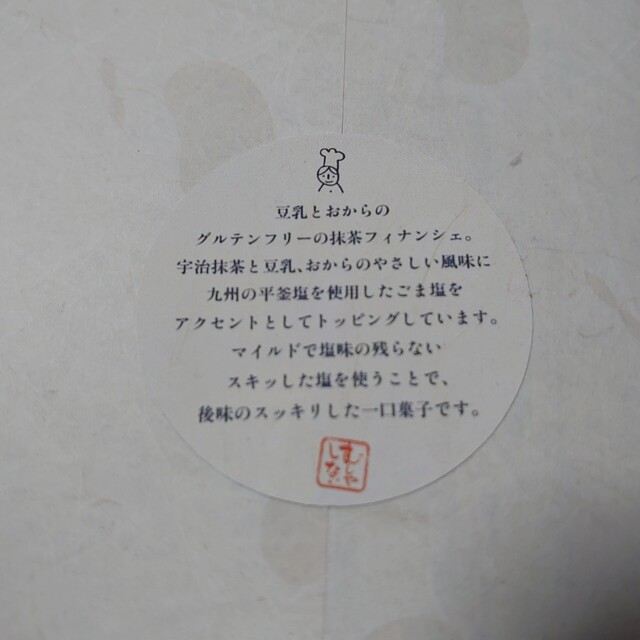 豆乳とおからの
グルテンフリーの抹茶フィナンシェ。
宇治抹茶と豆乳、おからのやさしい風味に
九州の平釜塩を使用したごま塩を
アクセントとしてトッピングしています。
マイルドで塩味の残らない
スキッした塩を使うことで、
後味のスッキリした一口菓子です。